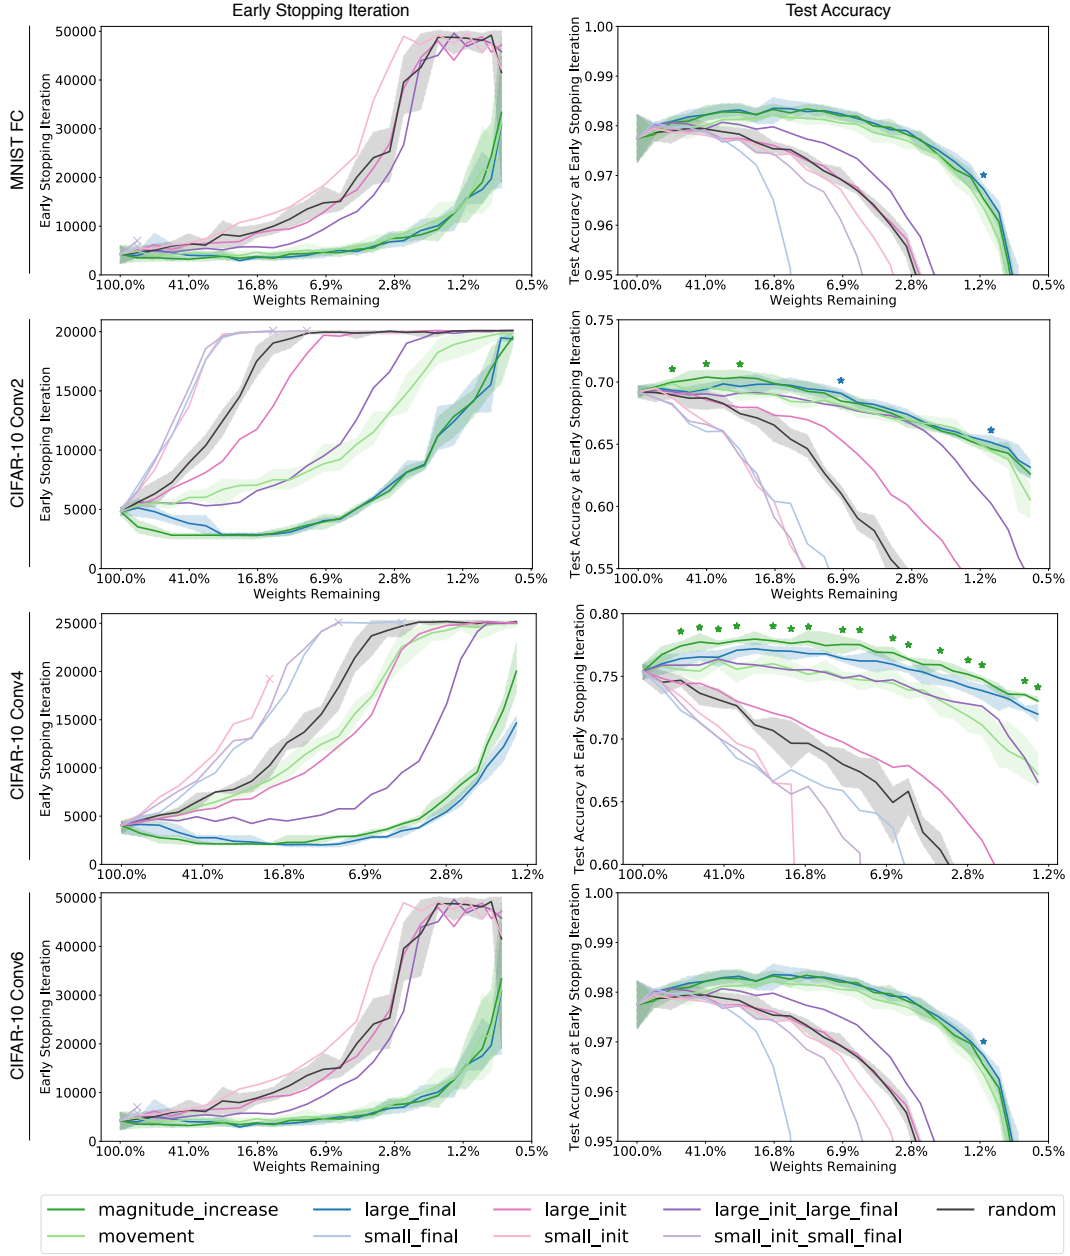 Early Stopping Iteration
Test Accuracy
MNIST FC
Early Stopping Iteration
50000
40000
30000
20000
10000
0
100.0% 41.0% 16.8% 6.9% 2.8% 1.2% 0.5%
Weights Remaining
Test Accuracy at Early Stopping Iteration
1.00
0.99
0.98
0.97
0.96
0.95
100.0% 41.0% 16.8% 6.9% 2.8% 1.2% 0.5%
Weights Remaining
CIFAR-10 Conv2
Early Stopping Iteration
20000
15000
10000
5000
0
100.0% 41.0% 16.8% 6.9% 2.8% 1.2% 0.5%
Weights Remaining
Test Accuracy at Early Stopping Iteration
0.75
0.70
0.65
0.60
0.55
100.0% 41.0% 16.8% 6.9% 2.8% 1.2% 0.5%
Weights Remaining
CIFAR-10 Conv4
Early Stopping Iteration
25000
20000
15000
10000
5000
0
100.0% 41.0% 16.8% 6.9% 2.8% 1.2%
Weights Remaining
Test Accuracy at Early Stopping Iteration
0.80
0.75
0.70
0.65
0.60
100.0% 41.0% 16.8% 6.9% 2.8% 1.2%
Weights Remaining
CIFAR-10 Conv6
Early Stopping Iteration
50000
40000
30000
20000
10000
0
100.0% 41.0% 16.8% 6.9% 2.8% 1.2% 0.5%
Weights Remaining
Test Accuracy at Early Stopping Iteration
1.00
0.99
0.98
0.97
0.96
0.95
100.0% 41.0% 16.8% 6.9% 2.8% 1.2% 0.5%
Weights Remaining
magnitude_increase large_final large_init large_init_large_final random
movement small_final small_init small_init_small_final